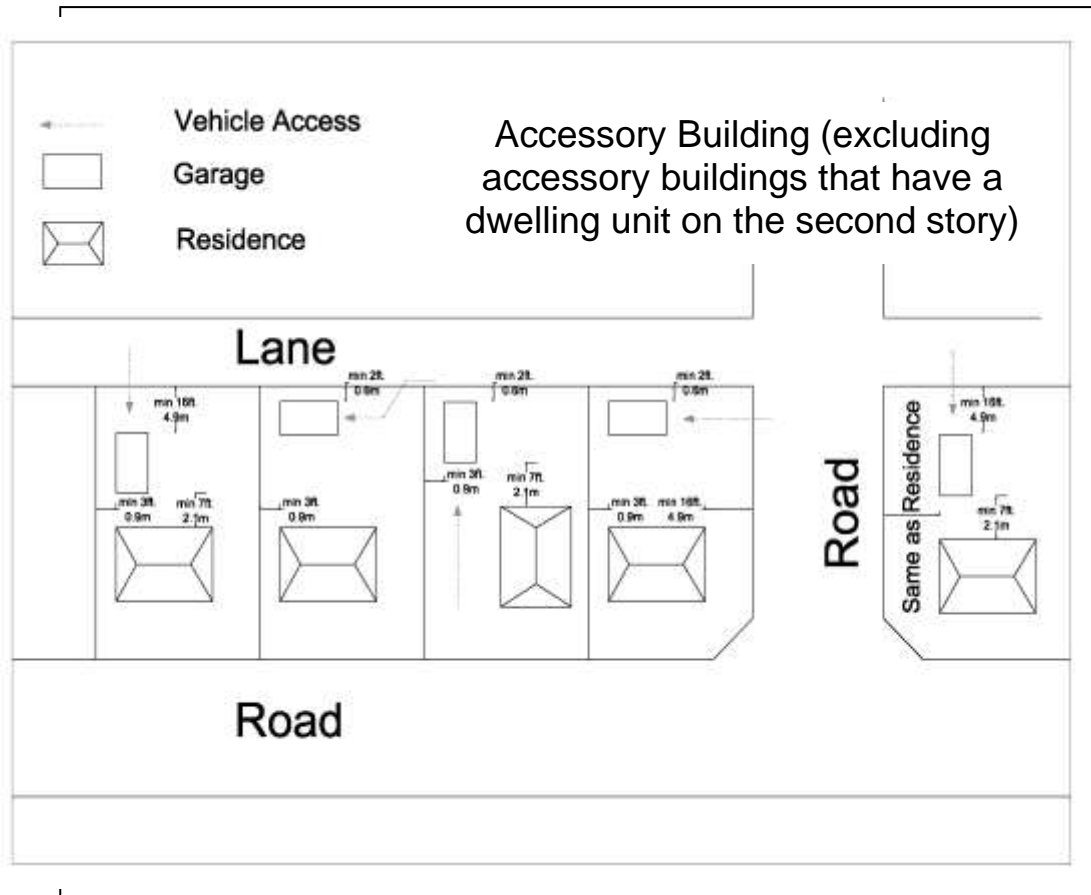 Vehicle Access
Garage
Residence
Accessory Building (excluding
accessory buildings that have a
dwelling unit on the second story)
Lane
min 16ft.
4.9m
min 2ft.
0.6m
min 2ft.
0.6m
min 2ft.
0.6m
min 16ft.
4.9m
min 3ft.
0.9m
min 7ft.
2.1m
min 3ft.
0.9m
min 3ft.
0.9m
min 7ft.
2.1m
min 3ft.
0.9m
min 16ft.
4.9m
Road
Same as Residence
min 7ft.
2.1m
Road